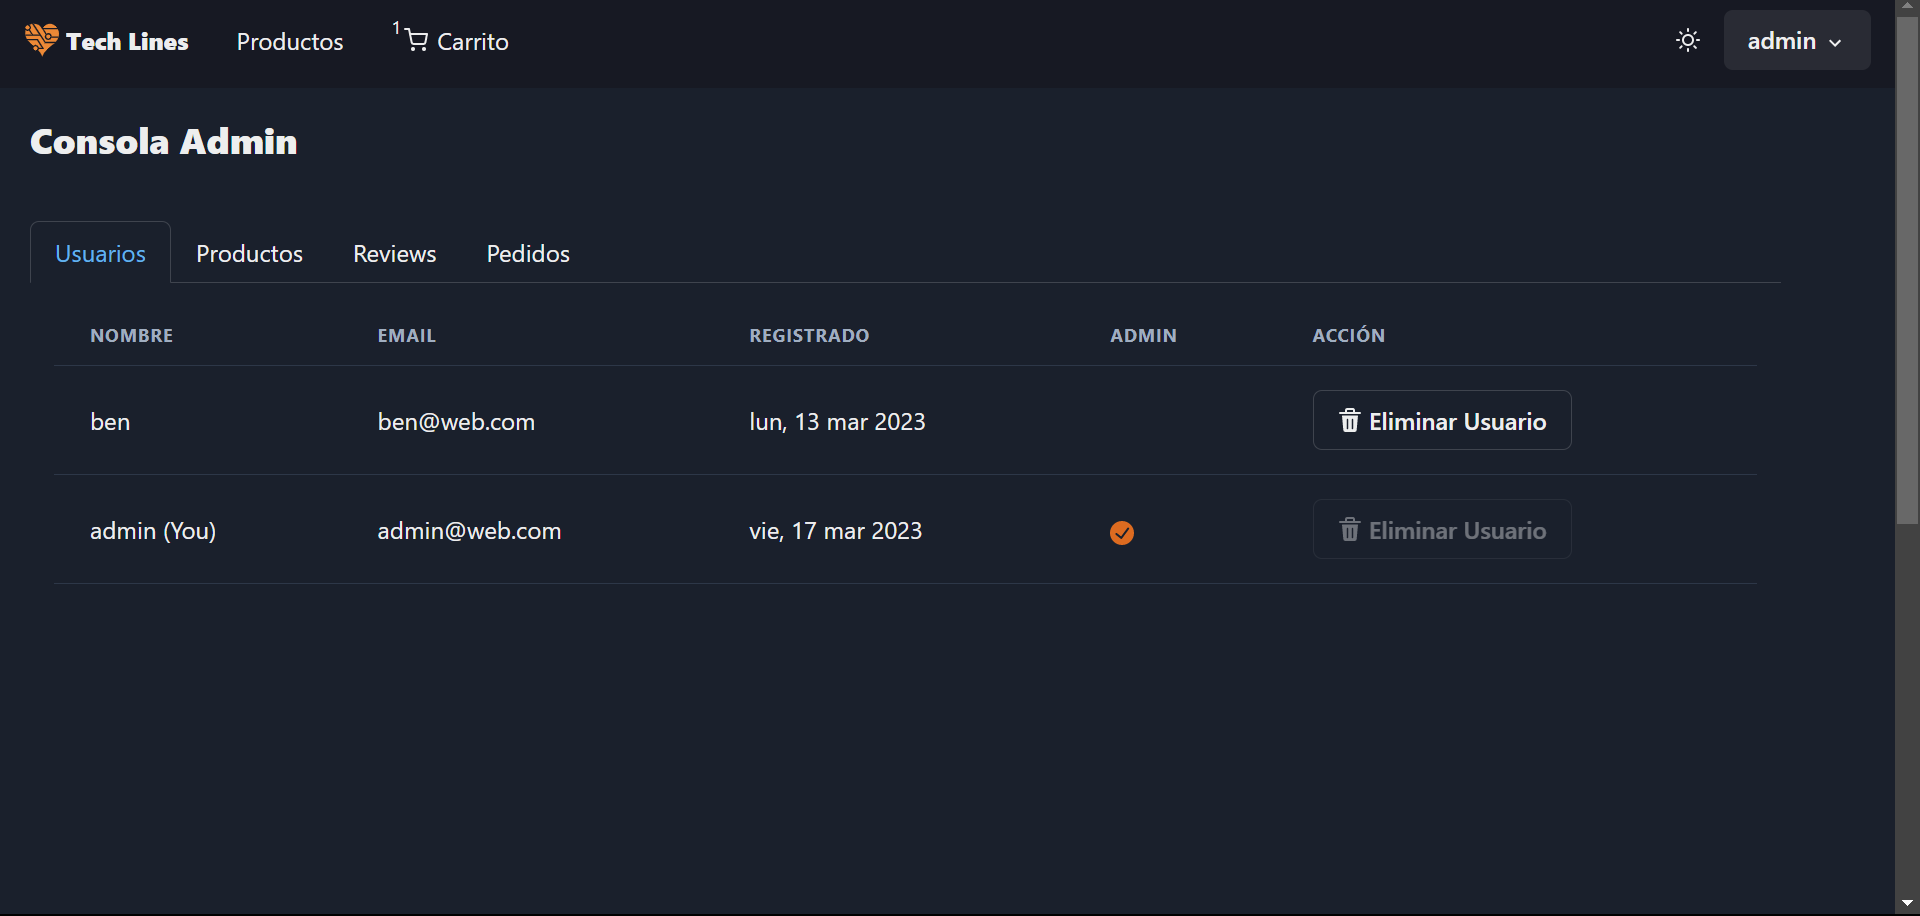 Tech Lines Productos 1 Carrito admin
Consola Admin
Usuarios Productos Reviews Pedidos
NOMBRE EMAIL REGISTRADO ADMIN ACCIÓN
ben ben@web.com lun, 13 mar 2023 Eliminar Usuario
admin (You) admin@web.com vie, 17 mar 2023 Eliminar Usuario